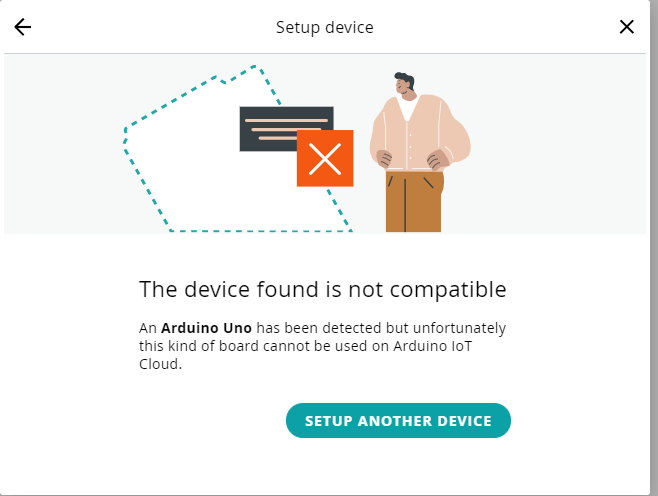 Setup device
The device found is not compatible
An Arduino Uno has been detected but unfortunately
this kind of board cannot be used on Arduino IoT
Cloud.
SETUP ANOTHER DEVICE